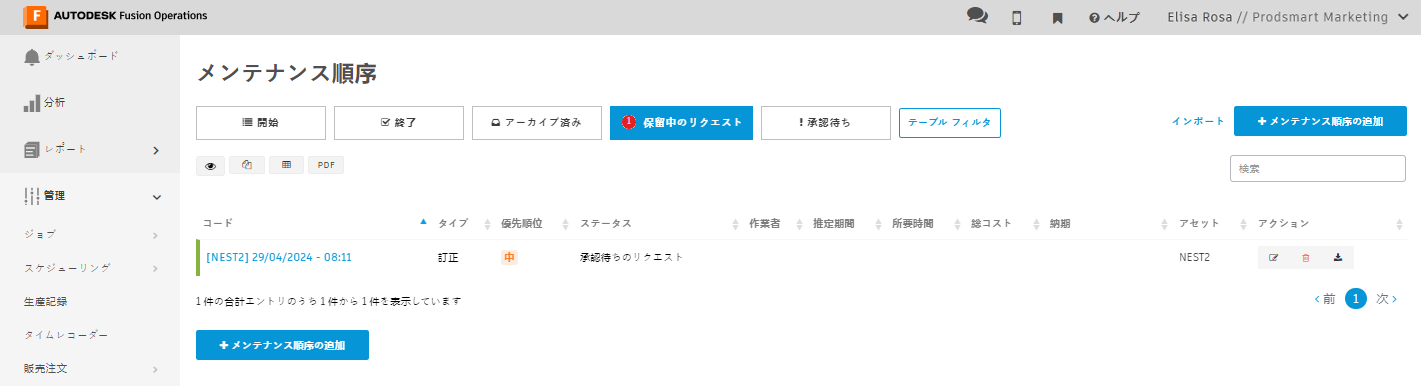 AUTODESK Fusion Operations
ヘルプ
Elisa Rosa // Prodsmart Marketing
ダッシュボード
分析
レポート
管理
ジョブ
スケジューリング
生産記録
タイムレコーダー
販売注文
メンテナンス順序
開始
終了
アーカイブ済み
1 保留中のリクエスト
! 承認待ち
テーブル フィルタ
インポート
+ メンテナンス順序の追加
PDF
検索
コード タイプ 優先順位 ステータス 作業者 推定期間 所要時間 総コスト 納期 アセット アクション
[NEST2] 29/04/2024 - 08:11 訂正 中 承認待ちのリクエスト NEST2
1 件の合計エントリのうち 1 件から 1 件を表示しています
‹ 前 1 次 ›
+ メンテナンス順序の追加